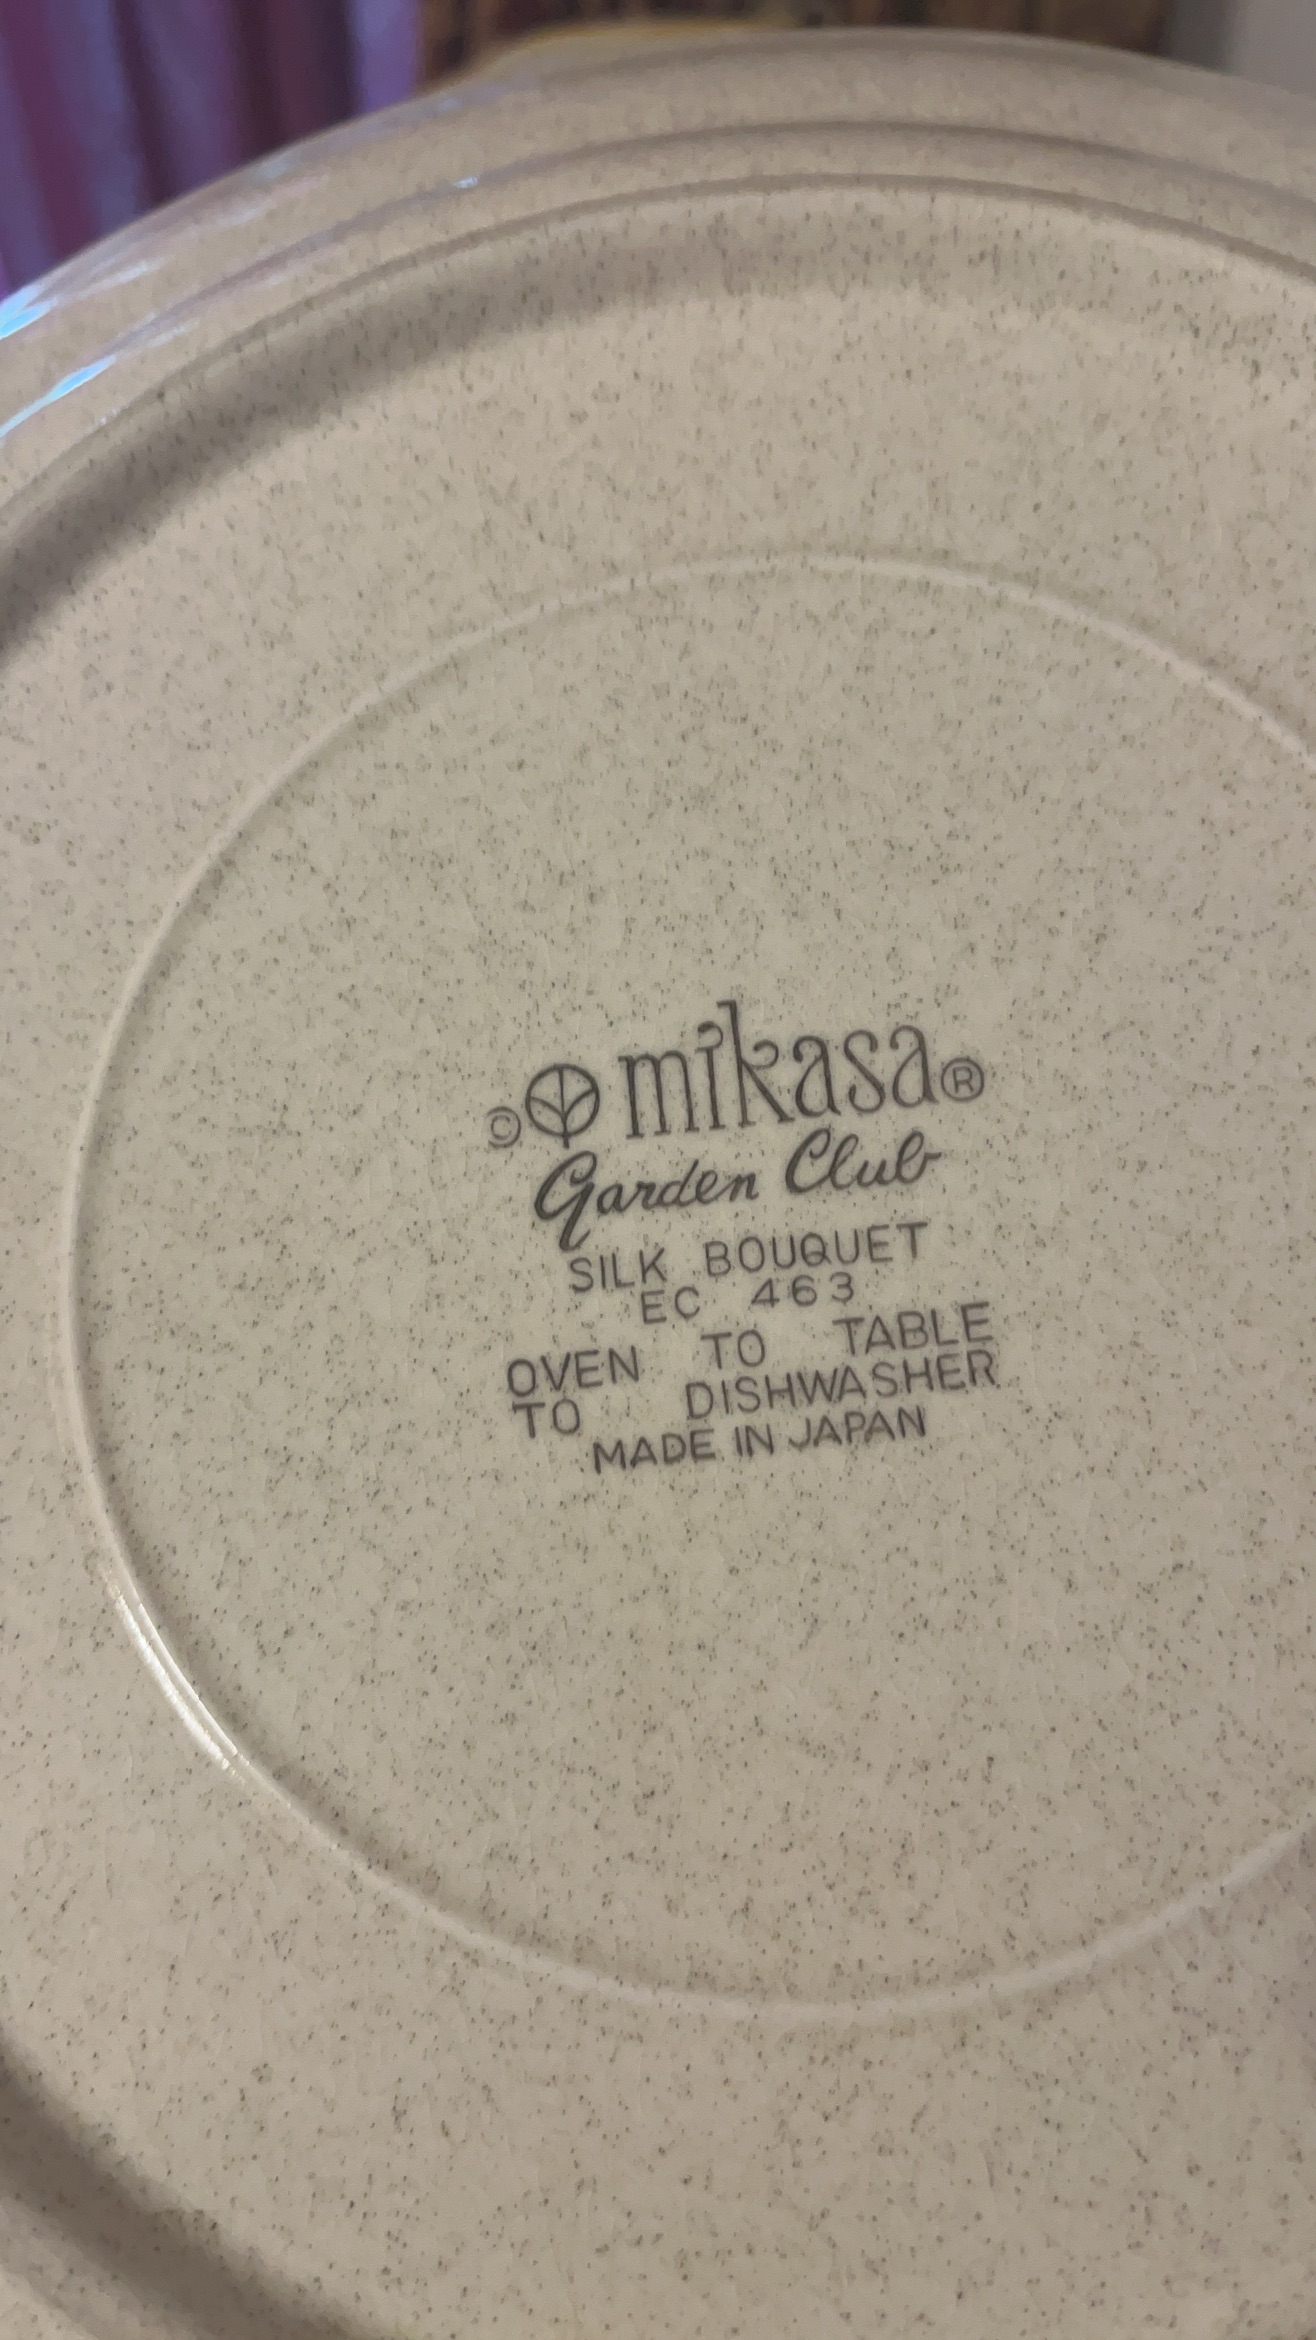 © mikasa®
Garden Club
SILK BOUQUET
EC 463
OVEN TO TABLE
TO DISHWASHER
MADE IN JAPAN